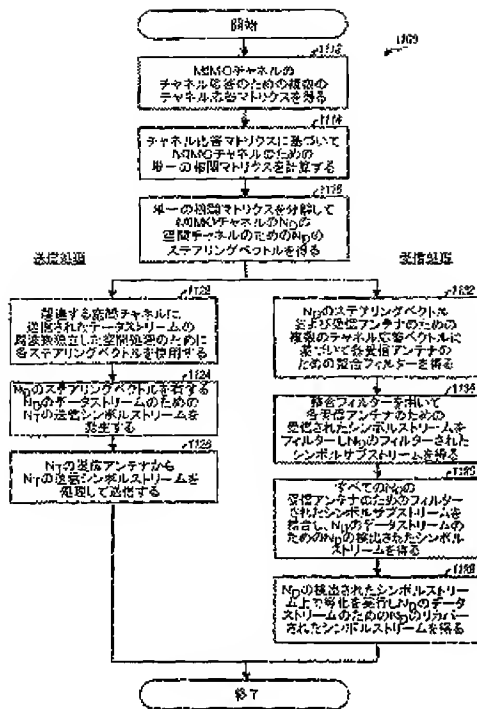 開始
1109
1112
MIMOチャネルの
チャネル応答のための複数の
チャネル応答マトリクスを得る
1114
チャネル応答マトリクスに基づいて
MIMOチャネルのための
単一の相関マトリクスを計算する
単一の相関マトリクスを分解して
MIMOチャネルのNDの
空間チャネルのためのNDの
ステアリングベクトルを得る
送信処理
関連する空間チャネルに
送信されたデータストリームの
周波数独立した空間処理のために
各ステアリングベクトルを使用する
1124
NDのステアリングベクトルを有する
NDのデータストリームのための
NTの送信シンボルストリームを
発生する
1126
NTの送信アンテナから
NTの送信シンボルストリームを
処理して送信する
受信処理
1132
NDのステアリングベクトル
および受信アンテナのための
複数のチャネル応答ベクトルに
基づいて各受信アンテナの
ための整合フィルターを得る
整合フィルターを用いて
各受信アンテナのための
受信されたシンボルストリームを
フィルターしNDのフィルターされた
シンボルサブストリームを得る
すべてのNRの
受信アンテナのためのフィルター
されたシンボルサブストリームを
結合し、NDのデータストリームの
ためのNDの検出されたシンボル
ストリームを得る
NDの検出されたシンボルストリー
ム上で等化を実行しNDのデータ
ストリームのためのNDのリカバー
されたシンボルストリームを得る
終了